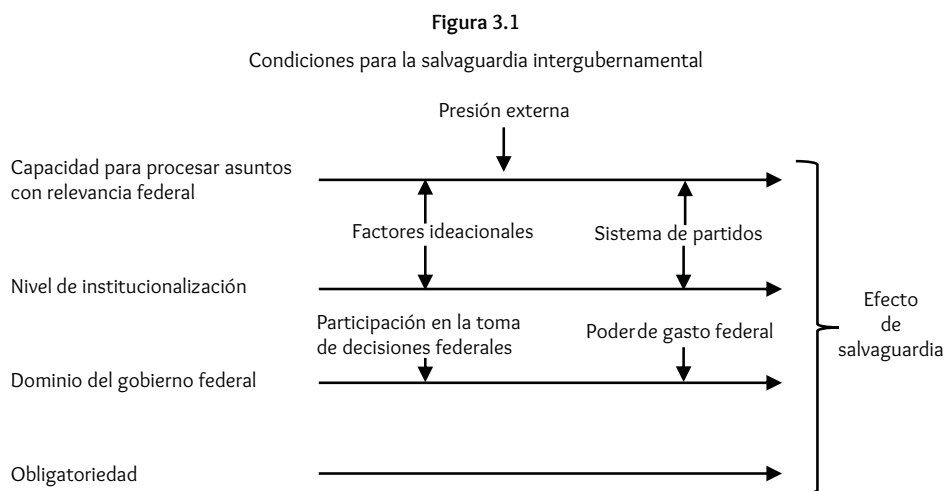 Figura 3.1
Condiciones para la salvaguardia intergubernamental
Presión externa
Capacidad para procesar asuntos
con relevancia federal
Factores ideacionales
Sistema de partidos
Nivel de institucionalización
Participación en la toma
de decisiones federales
Poder de gasto federal
Dominio del gobierno federal
Obligatoriedad
Efecto
de
salvaguardia